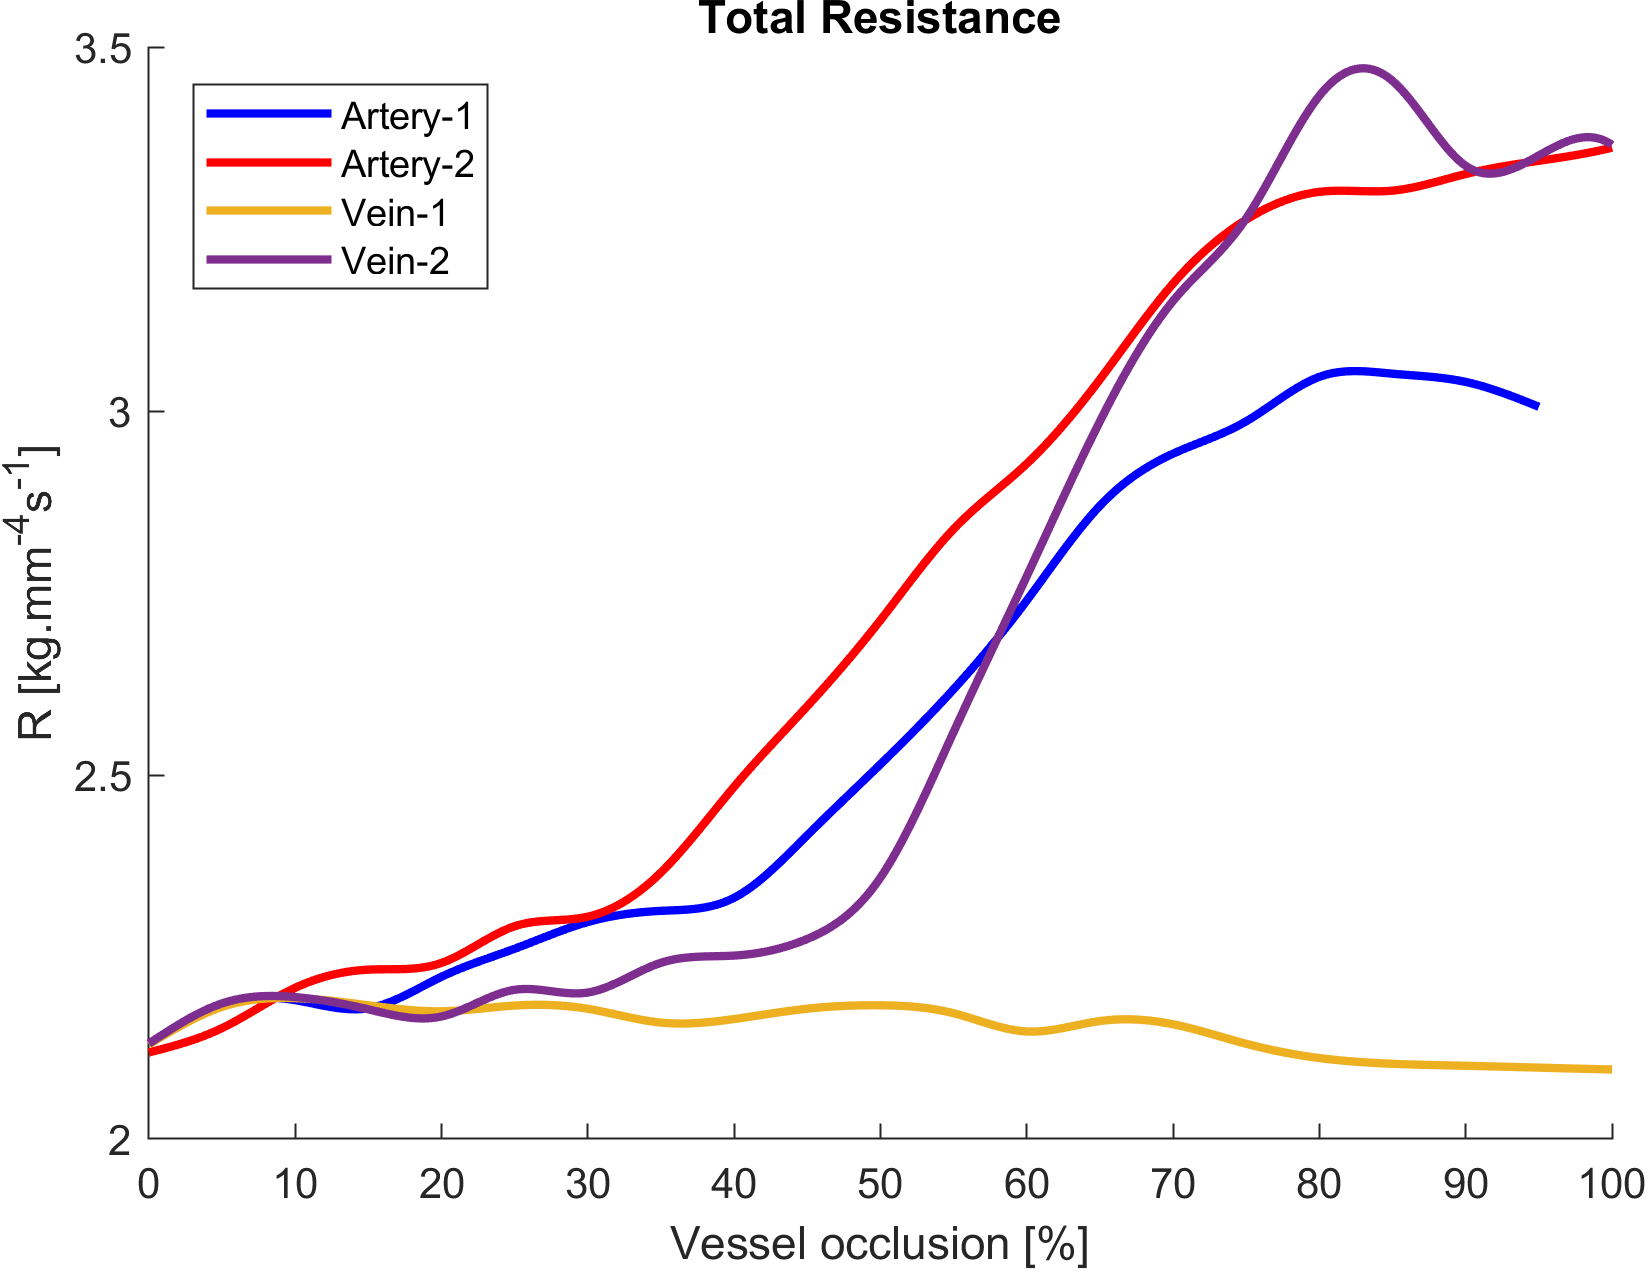 Total Resistance
3.5
3
2.5
2
R [kg.mm-4s-1]
Artery-1
Artery-2
Vein-1
Vein-2
0 10 20 30 40 50 60 70 80 90 100
Vessel occlusion [%]